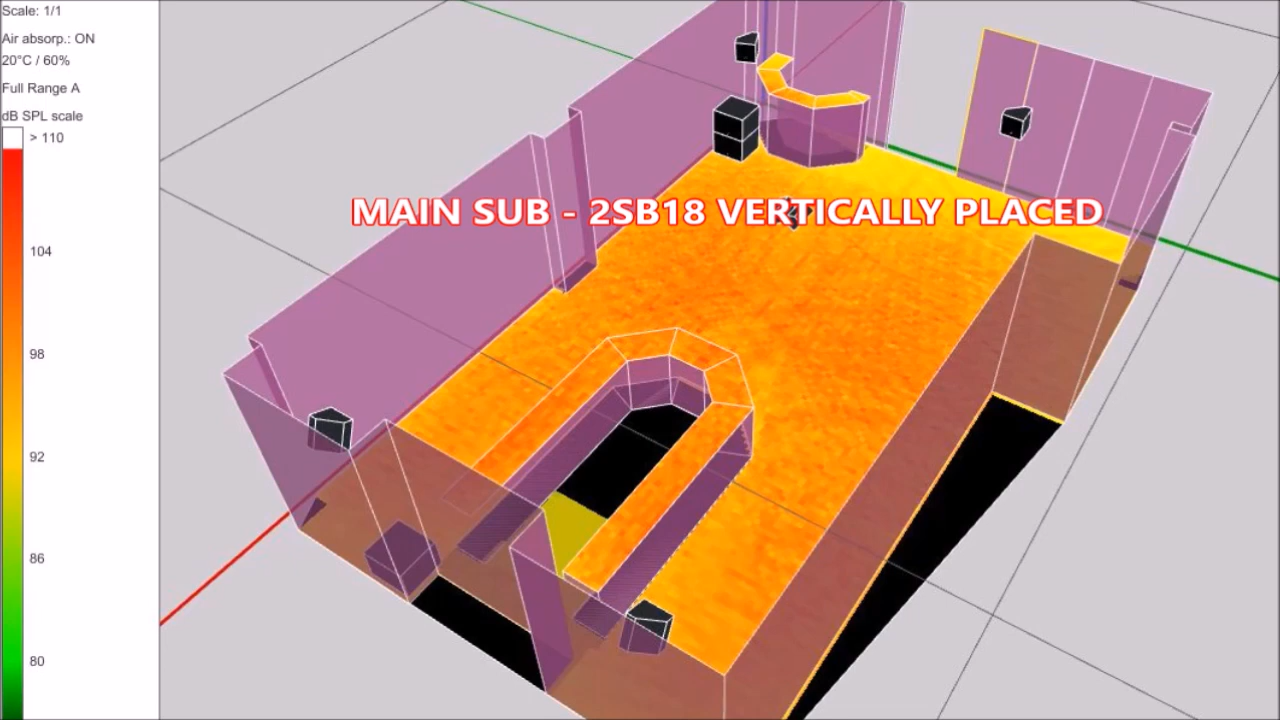 Scale: 1/1
Air absorp.: ON
20°C / 60%
Full Range A
dB SPL scale
> 110
104
98
92
86
80
MAIN SUB - 2SB18 VERTICALLY PLACED